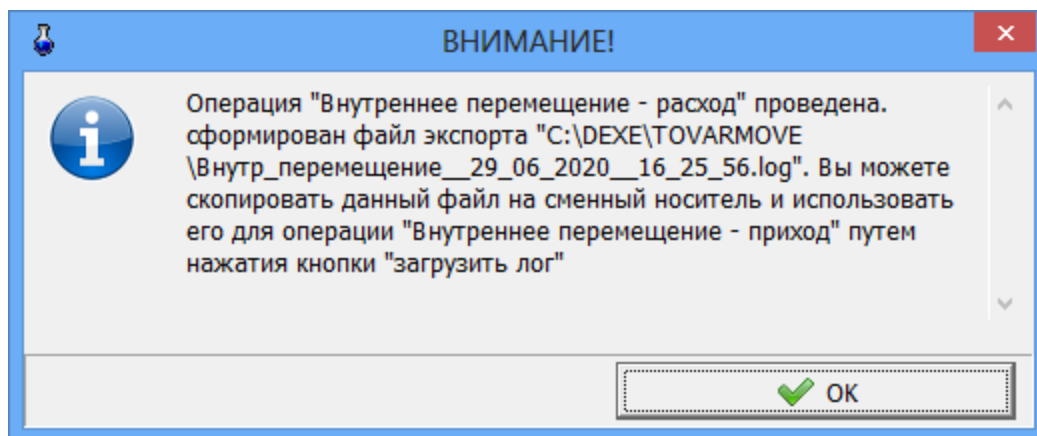 ВНИМАНИЕ!
Операция "Внутреннее перемещение - расход" проведена.
сформирован файл экспорта "C:\DEXE\TOVARMOVE
\Внутр_перемещение__29_06_2020__16_25_56.log". Вы можете
скопировать данный файл на сменный носитель и использовать
его для операции "Внутреннее перемещение - приход" путем
нажатия кнопки "загрузить лог"
OK